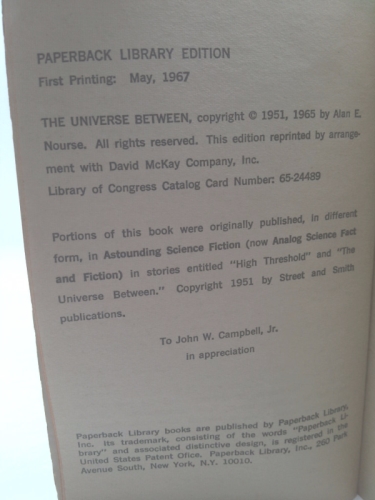 PAPERBACK LIBRARY EDITION
First Printing: May, 1967
THE UNIVERSE BETWEEN, copyright © 1951, 1965 by Alan E.
Nourse. All rights reserved. This edition reprinted by arrange-
ment with David McKay Company, Inc.
Library of Congress Catalog Card Number: 65-24489
Portions of this book were originally published, in different
form, in Astounding Science Fiction (now Analog Science Fact
and Fiction) in stories entitled "High Threshold" and "The
Universe Between." Copyright 1951 by Street and Smith
publications.
To John W. Campbell, Jr.
in appreciation
Paperback Library books are published by Paperback Library,
Inc. Its trademark, consisting of the words "Paperback Li-
brary" and associated distinctive design, is registered in the
United States Patent Ofice. Paperback Library, Inc., 260 Park
Avenue South, New York, N.Y. 10010.